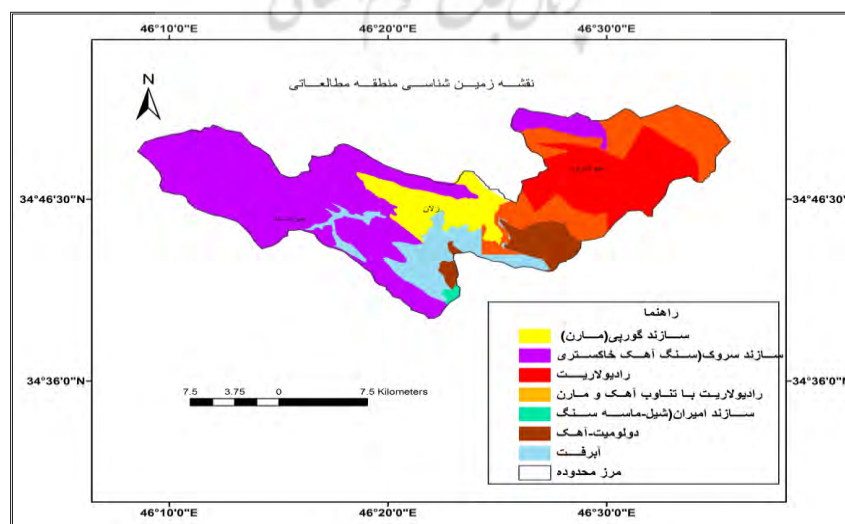 46°10'0"E 46°20'0"E 46°30'0"E
نقشه زمین شناسی منطقه مطالعاتی
N
34°46'30"N 34°46'30"N
زلان
راهنما
سازند گورپی(مارن)
سازند سروک(سنگ آهک خاکستری
رادیولاریت
رادیولاریت با تناوب آهک و مارن
سازند امیران(شیل-ماسه سنگ
دولومیت-آهک
آبرفت
مرز محدوده
34°36'0"N 34°36'0"N
7.5 3.75 0 7.5 Kilometers
46°10'0"E 46°20'0"E 46°30'0"E